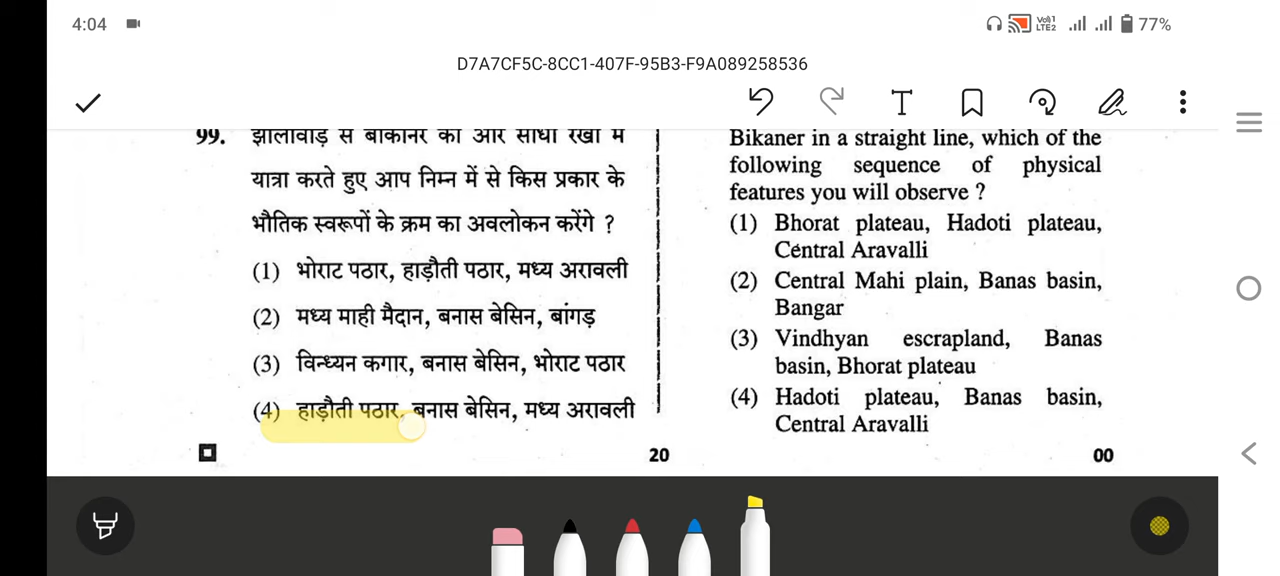 4:04
Vo)) 1
LTE2
77%
D7A7CF5C-8CC1-407F-95B3-F9A089258536
T
99. झालावाड़ से बीकानेर की ओर सीधी रेखा में
यात्रा करते हुए आप निम्न में से किस प्रकार के
भौतिक स्वरूपों के क्रम का अवलोकन करेंगे ?
(1) भोराट पठार, हाड़ौती पठार, मध्य अरावली
(2) मध्य माही मैदान, बनास बेसिन, बांगड़
(3) विन्ध्यन कगार, बनास बेसिन, भोराट पठार
(4) हाड़ौती पठार, बनास बेसिन, मध्य अरावली
Bikaner in a straight line, which of the
following sequence of physical
features you will observe ?
(1) Bhorat plateau, Hadoti plateau,
Central Aravalli
(2) Central Mahi plain, Banas basin,
Bangar
(3) Vindhyan escrapland, Banas
basin, Bhorat plateau
(4) Hadoti plateau, Banas basin,
Central Aravalli
20
00